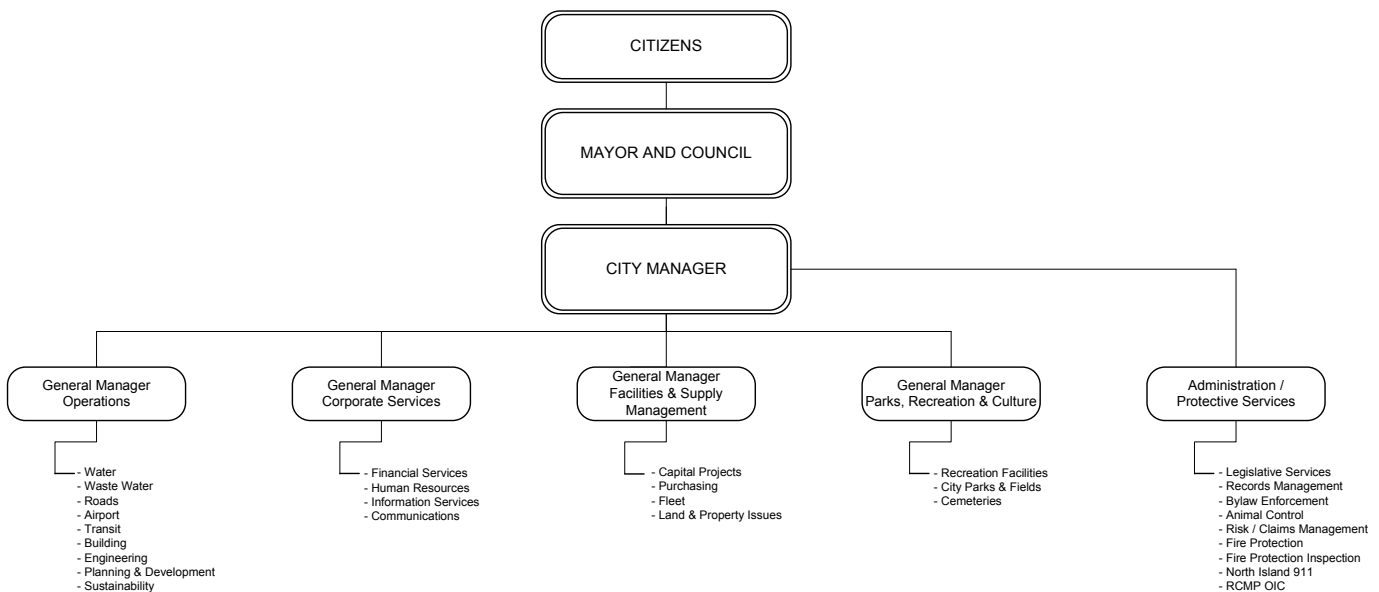 CITIZENS
MAYOR AND COUNCIL
CITY MANAGER
General Manager
Operations
General Manager
Corporate Services
General Manager
Facilities & Supply
Management
General Manager
Parks, Recreation & Culture
Administration /
Protective Services
- Water
- Waste Water
- Roads
- Airport
- Transit
- Building
- Engineering
- Planning & Development
- Sustainability
- Financial Services
- Human Resources
- Information Services
- Communications
- Capital Projects
- Purchasing
- Fleet
- Land & Property Issues
- Recreation Facilities
- City Parks & Fields
- Cemeteries
- Legislative Services
- Records Management
- Bylaw Enforcement
- Animal Control
- Risk / Claims Management
- Fire Protection
- Fire Protection Inspection
- North Island 911
- RCMP OIC